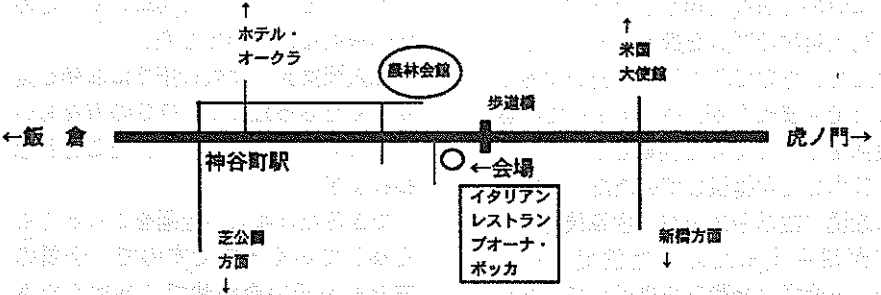 ↑
ホテル・
オークラ
農林会館
↑
米国
大使館
歩道橋
←飯 倉
虎ノ門→
神谷町駅
←会場
イタリアン
レストラン
ブオーナ・
ボッカ
芝公園
方面
↓
新橋方面
↓